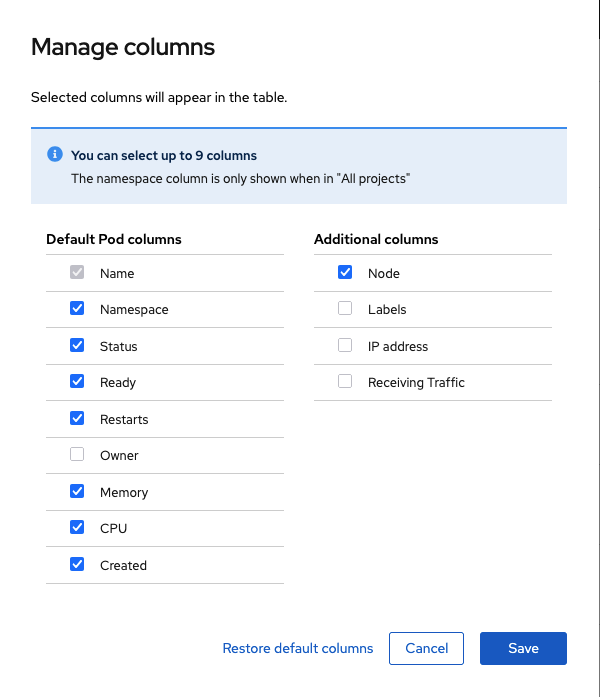 Manage columns
Selected columns will appear in the table.
You can select up to 9 columns
The namespace column is only shown when in "All projects"
Default Pod columns
Name
Namespace
Status
Ready
Restarts
Owner
Memory
CPU
Created
Additional columns
Node
Labels
IP address
Receiving Traffic
Restore default columns
Cancel
Save